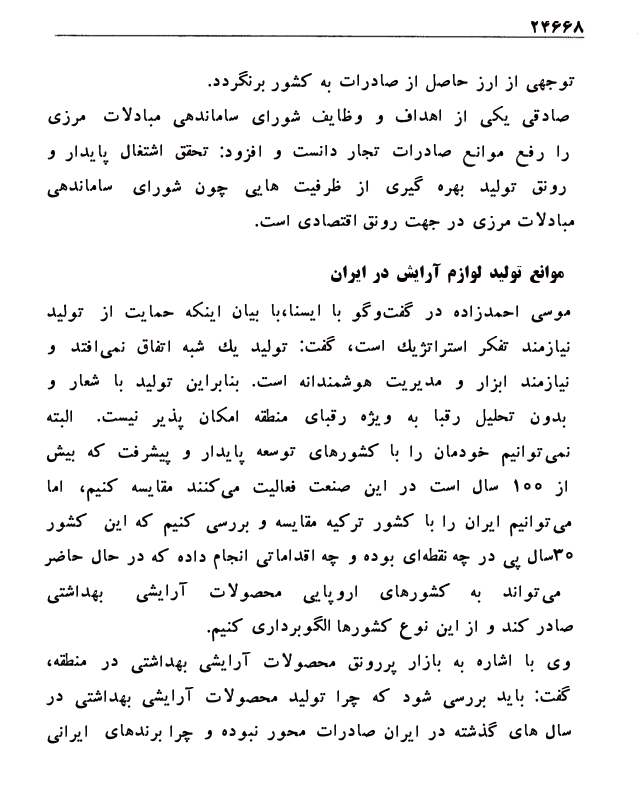 ۲۴۶۶۸
توجهی از ارز حاصل از صادرات به کشور برنگردد.
صادقی یکی از اهداف و وظایف شورای ساماندهی مبادلات مرزی
را رفع موانع صادرات تجار دانست و افزود: تحقق اشتغال پایدار و
رونق تولید بهره گیری از ظرفیت هایی چون شورای ساماندهی
مبادلات مرزی در جهت رونق اقتصادی است.
موانع تولید لوازم آرایش در ایران
موسی احمدزاده در گفت‌وگو با ایسنا،با بیان اینکه حمایت از تولید
نیازمند تفکر استراتژیك است، گفت: تولید یك شبه اتفاق نمی‌افتد و
نیازمند ابزار و مدیریت هوشمندانه است. بنابراین تولید با شعار و
بدون تحلیل رقبا به ویژه رقبای منطقه امکان پذیر نیست. البته
نمی‌توانیم خودمان را با کشورهای توسعه پایدار و پیشرفت که بیش
از ۱۰۰ سال است در این صنعت فعالیت می‌کنند مقایسه کنیم، اما
می‌توانیم ایران را با کشور ترکیه مقایسه و بررسی کنیم که این کشور
۳۰سال پی در چه نقطه‌ای بوده و چه اقداماتی انجام داده که در حال حاضر
می‌تواند به کشورهای اروپایی محصولات آرایشی بهداشتی
صادر کند و از این نوع کشورها الگوبرداری کنیم.
وی با اشاره به بازار پررونق محصولات آرایشی بهداشتی در منطقه،
گفت: باید بررسی شود که چرا تولید محصولات آرایشی بهداشتی در
سال های گذشته در ایران صادرات محور نبوده و چرا برندهای ایرانی